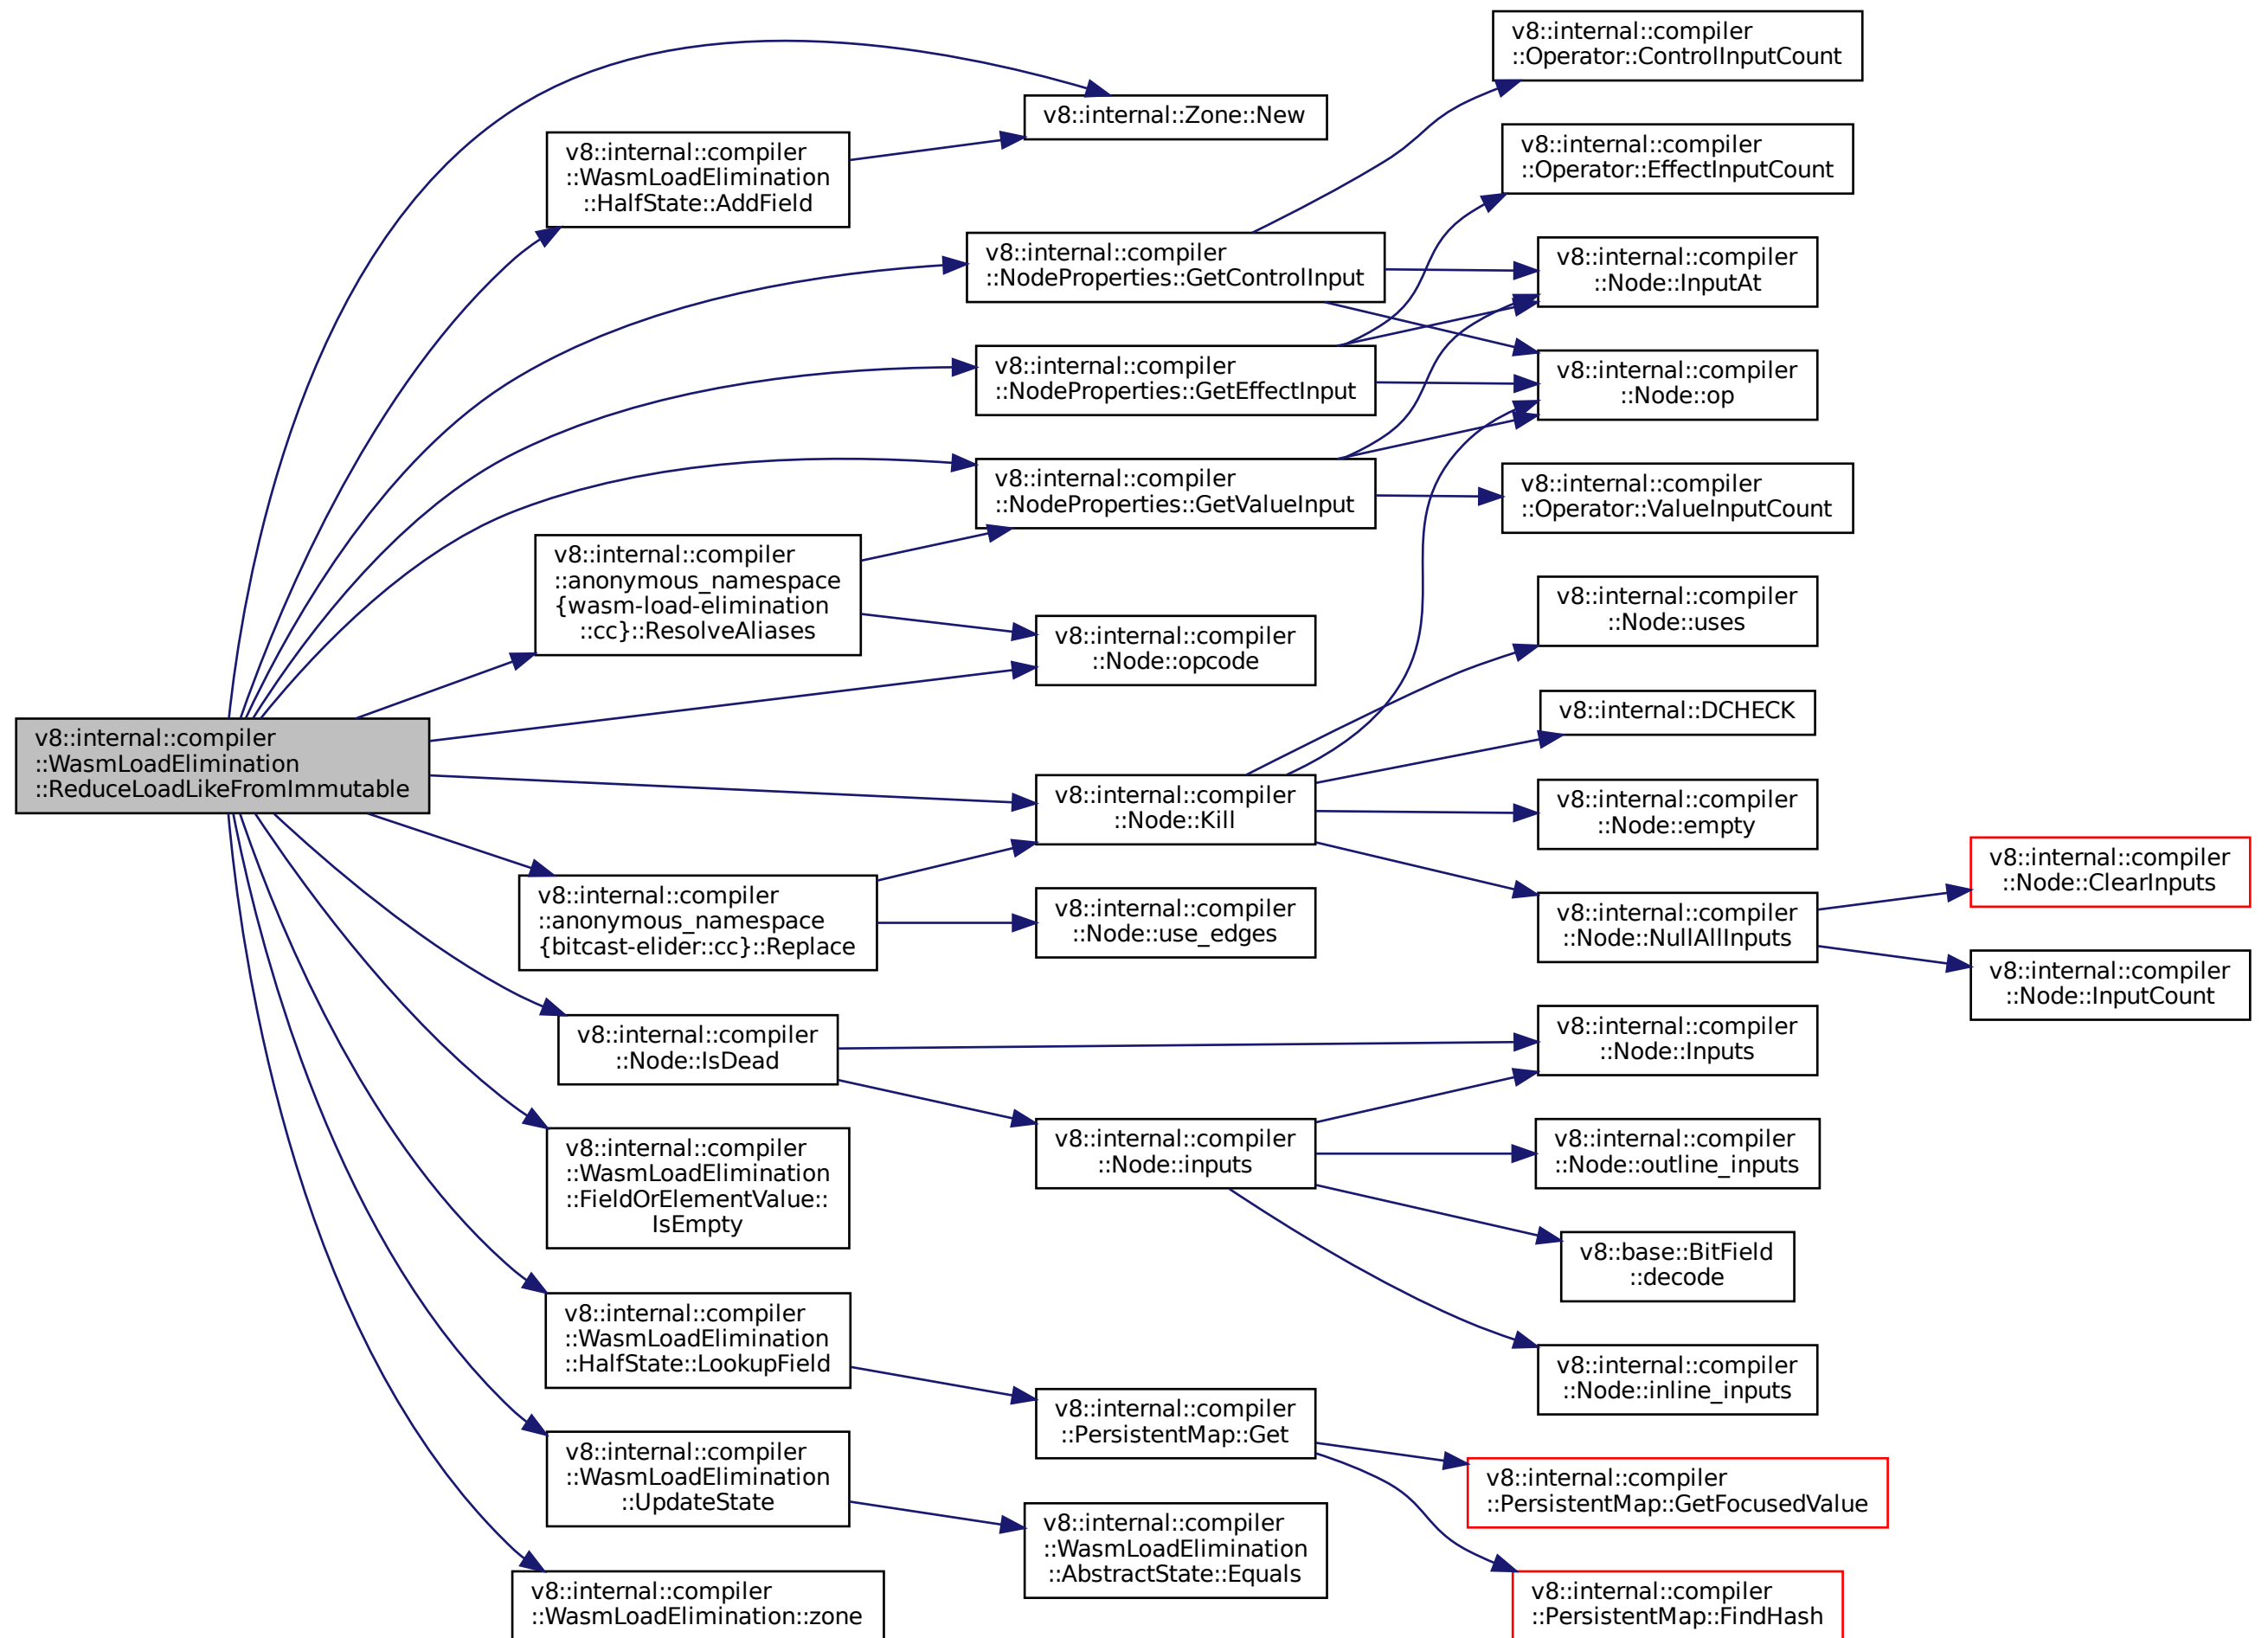 v8::internal::compiler
::WasmLoadElimination
::ReduceLoadLikeFromImmutable
v8::internal::Zone::New
v8::internal::compiler
::WasmLoadElimination
::HalfState::AddField
v8::internal::compiler
::NodeProperties::GetControlInput
v8::internal::compiler
::NodeProperties::GetEffectInput
v8::internal::compiler
::NodeProperties::GetValueInput
v8::internal::compiler
::anonymous_namespace
{wasm-load-elimination
::cc}::ResolveAliases
v8::internal::compiler
::Node::opcode
v8::internal::compiler
::Node::Kill
v8::internal::compiler
::anonymous_namespace
{bitcast-elider::cc}::Replace
v8::internal::compiler
::Node::use_edges
v8::internal::compiler
::Node::IsDead
v8::internal::compiler
::Node::inputs
v8::internal::compiler
::WasmLoadElimination
::FieldOrElementValue::
IsEmpty
v8::internal::compiler
::WasmLoadElimination
::HalfState::LookupField
v8::internal::compiler
::PersistentMap::Get
v8::internal::compiler
::WasmLoadElimination
::UpdateState
v8::internal::compiler
::WasmLoadElimination
::AbstractState::Equals
v8::internal::compiler
::WasmLoadElimination::zone
v8::internal::compiler
::Operator::ControlInputCount
v8::internal::compiler
::Operator::EffectInputCount
v8::internal::compiler
::Node::InputAt
v8::internal::compiler
::Node::op
v8::internal::compiler
::Operator::ValueInputCount
v8::internal::compiler
::Node::uses
v8::internal::DCHECK
v8::internal::compiler
::Node::empty
v8::internal::compiler
::Node::NullAllInputs
v8::internal::compiler
::Node::ClearInputs
v8::internal::compiler
::Node::InputCount
v8::internal::compiler
::Node::Inputs
v8::internal::compiler
::Node::outline_inputs
v8::base::BitField
::decode
v8::internal::compiler
::Node::inline_inputs
v8::internal::compiler
::PersistentMap::GetFocusedValue
v8::internal::compiler
::PersistentMap::FindHash